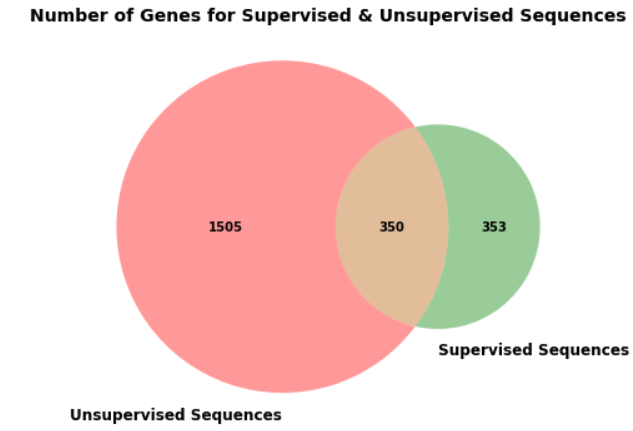 Number of Genes for Supervised & Unsupervised Sequences
1505
350
353
Supervised Sequences
Unsupervised Sequences